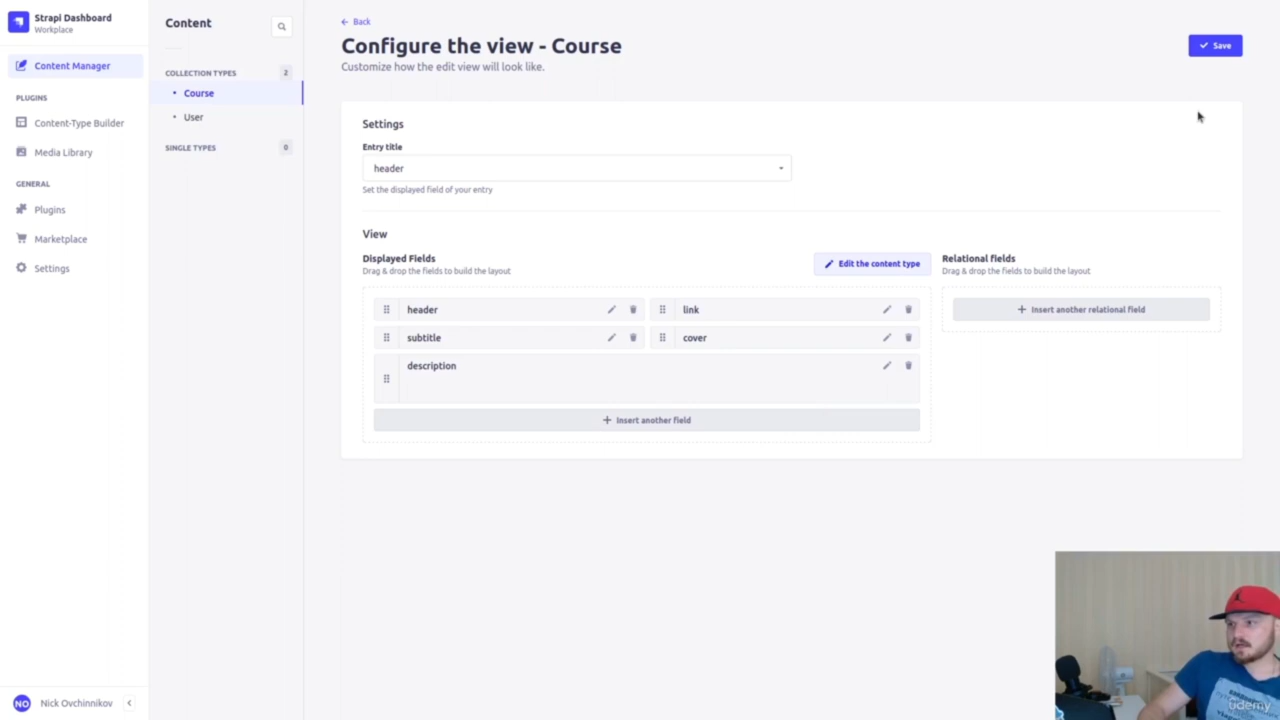 Strapi Dashboard
Workplace
Content Manager
PLUGINS
Content-Type Builder
Media Library
GENERAL
Plugins
Marketplace
Settings
NO Nick Ovchinnikov
Content
COLLECTION TYPES 2
Course
User
SINGLE TYPES 0
Back
Configure the view - Course
Customize how the edit view will look like.
Save
Settings
Entry title
header
Set the displayed field of your entry
View
Displayed Fields
Drag & drop the fields to build the layout
Edit the content type
Relational fields
Drag & drop the fields to build the layout
header
link
subtitle
cover
description
Insert another field
Insert another relational field
udemy